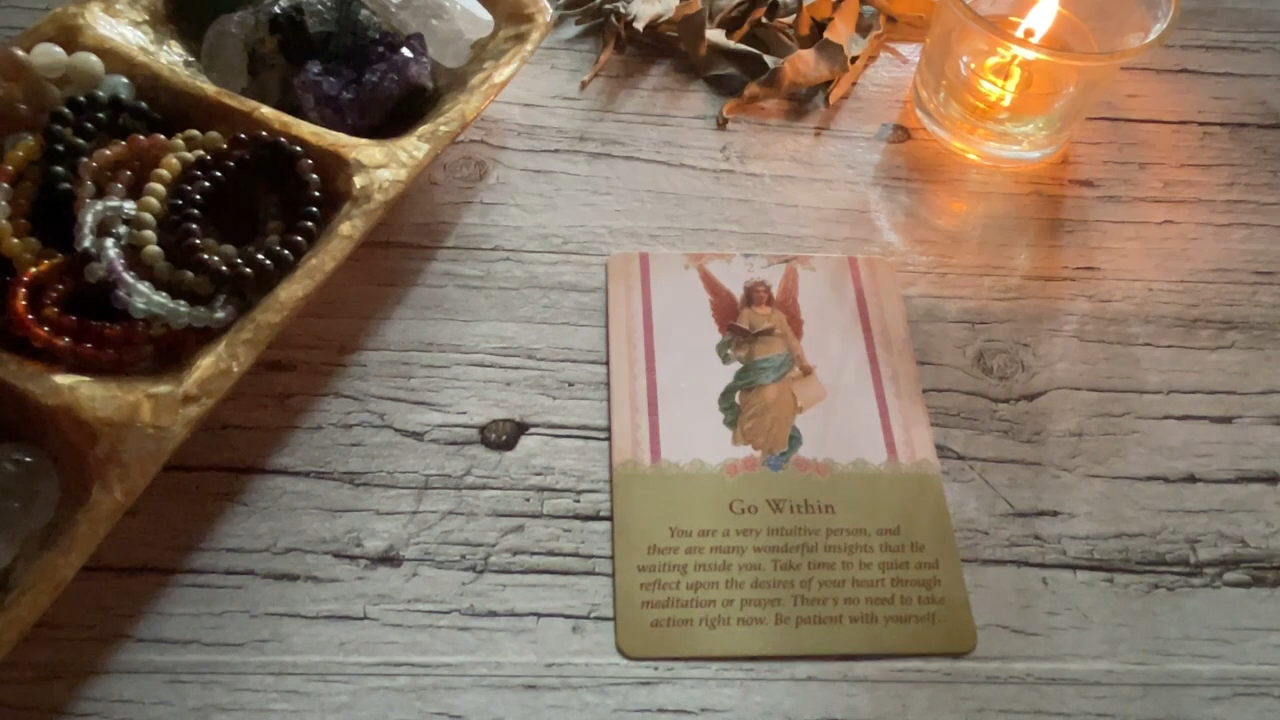 2
Go Within
You are a very intuitive person, and
there are many wonderful insights that lie
waiting inside you. Take time to be quiet and
reflect upon the desires of your heart through
meditation or prayer. There's no need to take
action right now. Be patient with yourself.